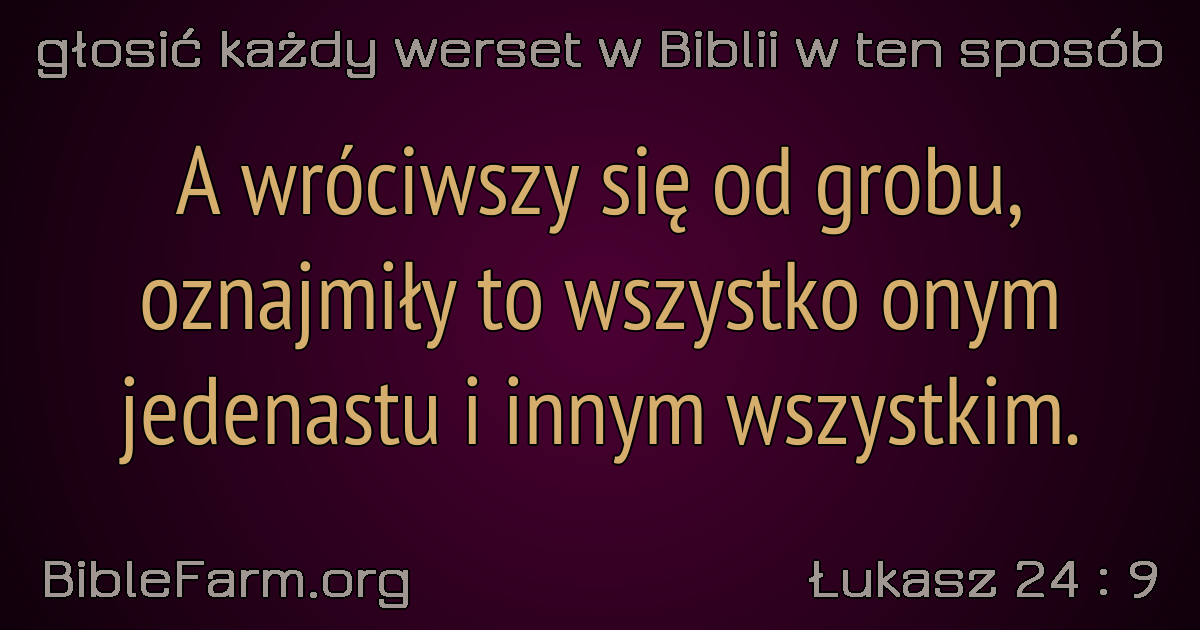 głosić każdy werset w Biblii w ten sposób
A wróciwszy się od grobu,
oznajmiły to wszystko onym
jedenastu i innym wszystkim.
BibleFarm.org
Łukasz 24 : 9